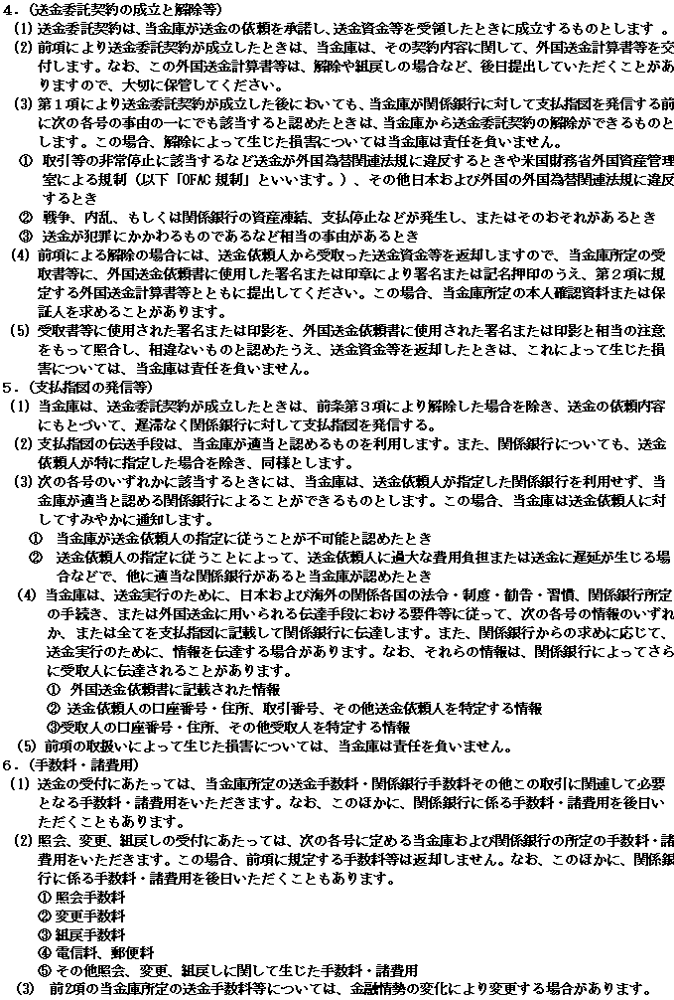 ４．（送金委託契約の成立と解除等）
(1) 送金委託契約は、当金庫が送金の依頼を承諾し、送金資金等を受領したときに成立するものとします 。
(2) 前項により送金委託契約が成立したときは、当金庫は、その契約内容に関して、外国送金計算書等を交
付します。なお、この外国送金計算書等は、解除や組戻しの場合など、後日提出していただくことがあ
りますので、大切に保管してください。
(3) 第１項により送金委託契約が成立した後においても、当金庫が関係銀行に対して支払指図を発信する前
に次の各号の事由の一にでも該当すると認めたときは、当金庫から送金委託契約の解除ができるものと
します。この場合、解除によって生じた損害については当金庫は責任を負いません。
① 取引等の非常停止に該当するなど送金が外国為替関連法規に違反するときや米国財務省外国資産管理
室による規制（以下「OFAC 規制」といいます。）、その他日本および外国の外国為替関連法規に違反
するとき
② 戦争、内乱、もしくは関係銀行の資産凍結、支払停止などが発生し、またはそのおそれがあるとき
③ 送金が犯罪にかかわるものであるなど相当の事由があるとき
(4) 前項による解除の場合には、送金依頼人から受取った送金資金等を返却しますので、当金庫所定の受
取書等に、外国送金依頼書に使用した署名または印章により署名または記名押印のうえ、第２項に規
定する外国送金計算書等とともに提出してください。この場合、当金庫所定の本人確認資料または保
証人を求めることがあります。
(5) 受取書等に使用された署名または印影を、外国送金依頼書に使用された署名または印影と相当の注意
をもって照合し、相違ないものと認めたうえ、送金資金等を返却したときは、これによって生じた損
害については、当金庫は責任を負いません。
５．（支払指図の発信等）
(1) 当金庫は、送金委託契約が成立したときは、前条第３項により解除した場合を除き、送金の依頼内容
にもとづいて、遅滞なく関係銀行に対して支払指図を発信する。
(2) 支払指図の伝送手段は、当金庫が適当と認めるものを利用します。また、関係銀行についても、送金
依頼人が特に指定した場合を除き、同様とします。
(3) 次の各号のいずれかに該当するときには、当金庫は、送金依頼人が指定した関係銀行を利用せず、当
金庫が適当と認める関係銀行によることができるものとします。この場合、当金庫は送金依頼人に対
してすみやかに通知します。
① 当金庫が送金依頼人の指定に従うことが不可能と認めたとき
② 送金依頼人の指定に従うことによって、送金依頼人に過大な費用負担または送金に遅延が生じる場
合などで、他に適当な関係銀行があると当金庫が認めたとき
(4) 当金庫は、送金実行のために、日本および海外の関係各国の法令・制度・勧告・習慣、関係銀行所定
の手続き、または外国送金に用いられる伝達手段における要件等に従って、次の各号の情報のいずれ
か、または全てを支払指図に記載して関係銀行に伝達します。また、関係銀行からの求めに応じて、
送金実行のために、情報を伝達する場合があります。なお、それらの情報は、関係銀行によってさら
に受取人に伝達されることがあります。
① 外国送金依頼書に記載された情報
② 送金依頼人の口座番号・住所、取引番号、その他送金依頼人を特定する情報
③受取人の口座番号・住所、その他受取人を特定する情報
(5) 前項の取扱いによって生じた損害については、当金庫は責任を負いません。
６．（手数料・諸費用）
(1) 送金の受付にあたっては、当金庫所定の送金手数料・関係銀行手数料その他この取引に関連して必要
となる手数料・諸費用をいただきます。なお、このほかに、関係銀行に係る手数料・諸費用を後日い
ただくこともあります。
(2) 照会、変更、組戻しの受付にあたっては、次の各号に定める当金庫および関係銀行の所定の手数料・諸
費用をいただきます。この場合、前項に規定する手数料等は返却しません。なお、このほかに、関係銀
行に係る手数料・諸費用を後日いただくこともあります。
① 照会手数料
② 変更手数料
③ 組戻手数料
④ 電信料、郵便料
⑤ その他照会、変更、組戻しに関して生じた手数料・諸費用
(3) 前2項の当金庫所定の送金手数料等については、金融情勢の変化により変更する場合があります。